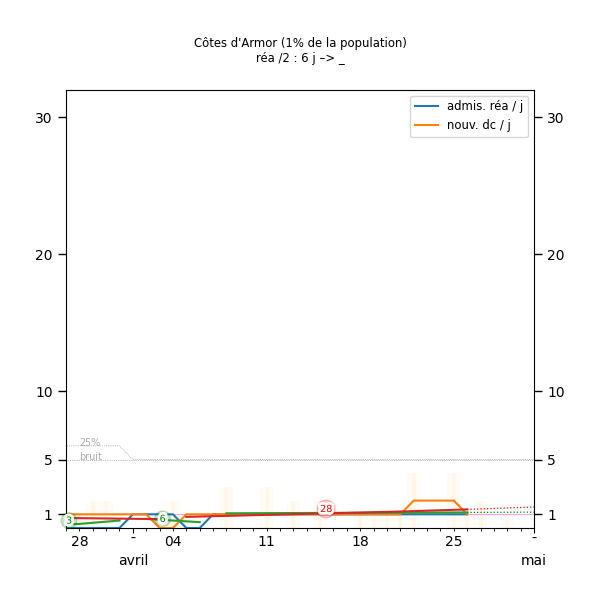 Côtes d'Armor (1% de la population)
réa /2 : 6 j –> _
admis. réa / j
nouv. dc / j
30 30
20 20
10 10
5 5
25%
bruit
1 1
3 6 28
28 - 04 11 18 25 -
avril mai